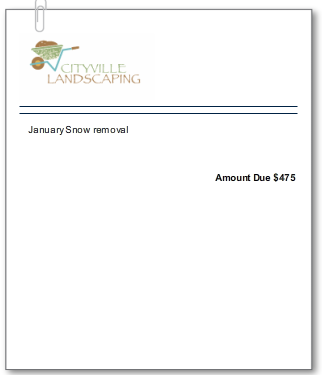 CITYVILLE
LANDSCAPING
January Snow removal
Amount Due $475